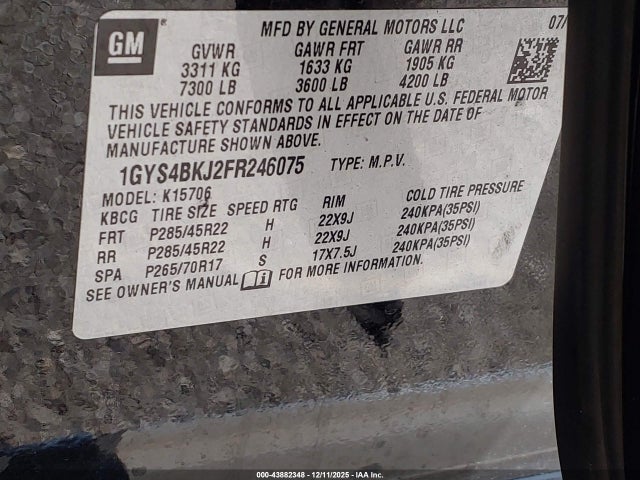 GM
MFD BY GENERAL MOTORS LLC 07/
GVWR GAWR FRT GAWR RR
3311 KG 1633 KG 1905 KG
7300 LB 3600 LB 4200 LB
THIS VEHICLE CONFORMS TO ALL APPLICABLE U.S. FEDERAL MOTOR
VEHICLE SAFETY STANDARDS IN EFFECT ON THE DATE OF
MANUFACTURE SHOWN ABOVE.
1GYS4BKJ2FR246075 TYPE: M.P.V.
MODEL: K15706
KBCG TIRE SIZE SPEED RTG RIM COLD TIRE PRESSURE
FRT P285/45R22 H 22X9J 240KPA(35PSI)
RR P285/45R22 H 22X9J 240KPA(35PSI)
SPA P265/70R17 S 17X7.5J 240KPA(35PSI)
SEE OWNER'S MANUAL FOR MORE INFORMATION.
000-43882348 - 12/11/2025 - IAA Inc.